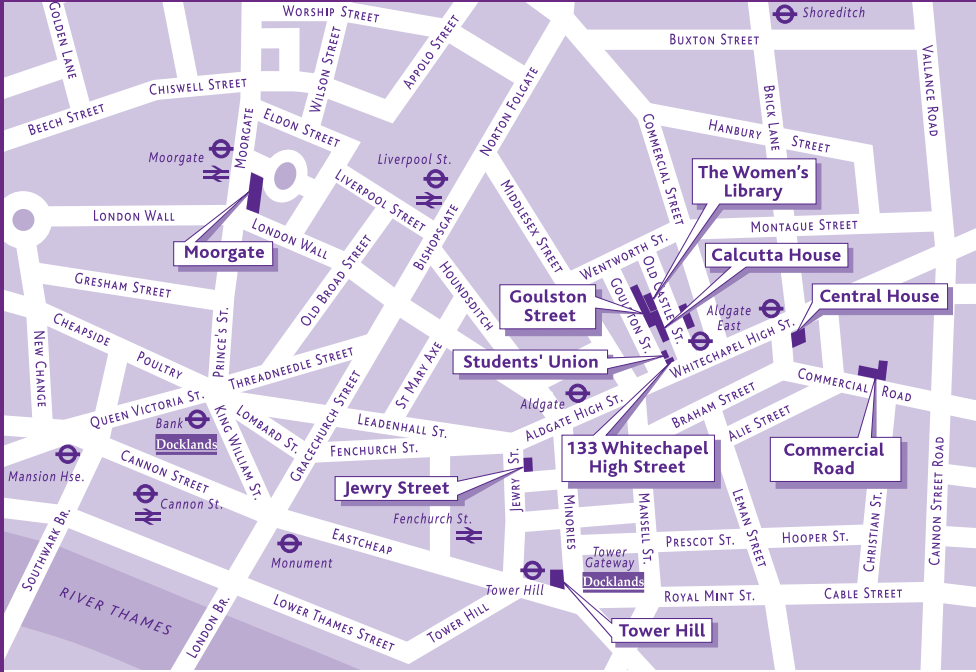 GOLDEN LANE
WORSHIP STREET
Shoreditch
APPOLO STREET
BUXTON STREET
WILSON STREET
VALLANCE ROAD
CHISWELL STREET
BEECH STREET
NORTON FOLGATE
BRICK LANE
ELDON STREET
MOORGATE
COMMERCIAL STREET
HANBURY STREET
Moorgate
Liverpool St.
The Women's
Library
LIVERPOOL STREET
MIDDLESEX STREET
LONDON WALL
LONDON WALL
Moorgate
BISHOPSGATE
MONTAGUE STREET
WENTWORTH ST.
Calcutta House
OLD CASTLE ST.
OLD BROAD STREET
HOUNDSDITCH
GRESHAM STREET
Goulston
Street
GOULSTON ST.
Central House
Aldgate
East
CHEAPSIDE
PRINCE'S ST.
NEW CHANGE
POULTRY
THREADNEEDLE STREET
ST MARY AXE
Students' Union
WHITECHAPEL HIGH ST.
COMMERCIAL ROAD
GRACECHURCH STREET
Aldgate
BRAHAM STREET
ALIE STREET
QUEEN VICTORIA ST.
Bank
Docklands
KING WILLIAM ST.
LOMBARD ST.
LEADENHALL ST.
ALDGATE HIGH ST.
FENCHURCH ST.
133 Whitechapel
High Street
Commercial
Road
Mansion Hse.
CANNON STREET
JEWRY ST.
Jewry Street
CANNON STREET ROAD
Cannon St.
Fenchurch St.
MINORIES
MANSELL ST.
LEMAN STREET
CHRISTIAN ST.
SOUTHWARK BR.
EASTCHEAP
PRESCOT ST.
HOOPER ST.
Monument
Tower
Gateway
Docklands
Tower Hill
RIVER THAMES
LONDON BR.
LOWER THAMES STREET
TOWER HILL
ROYAL MINT ST.
CABLE STREET
Tower Hill